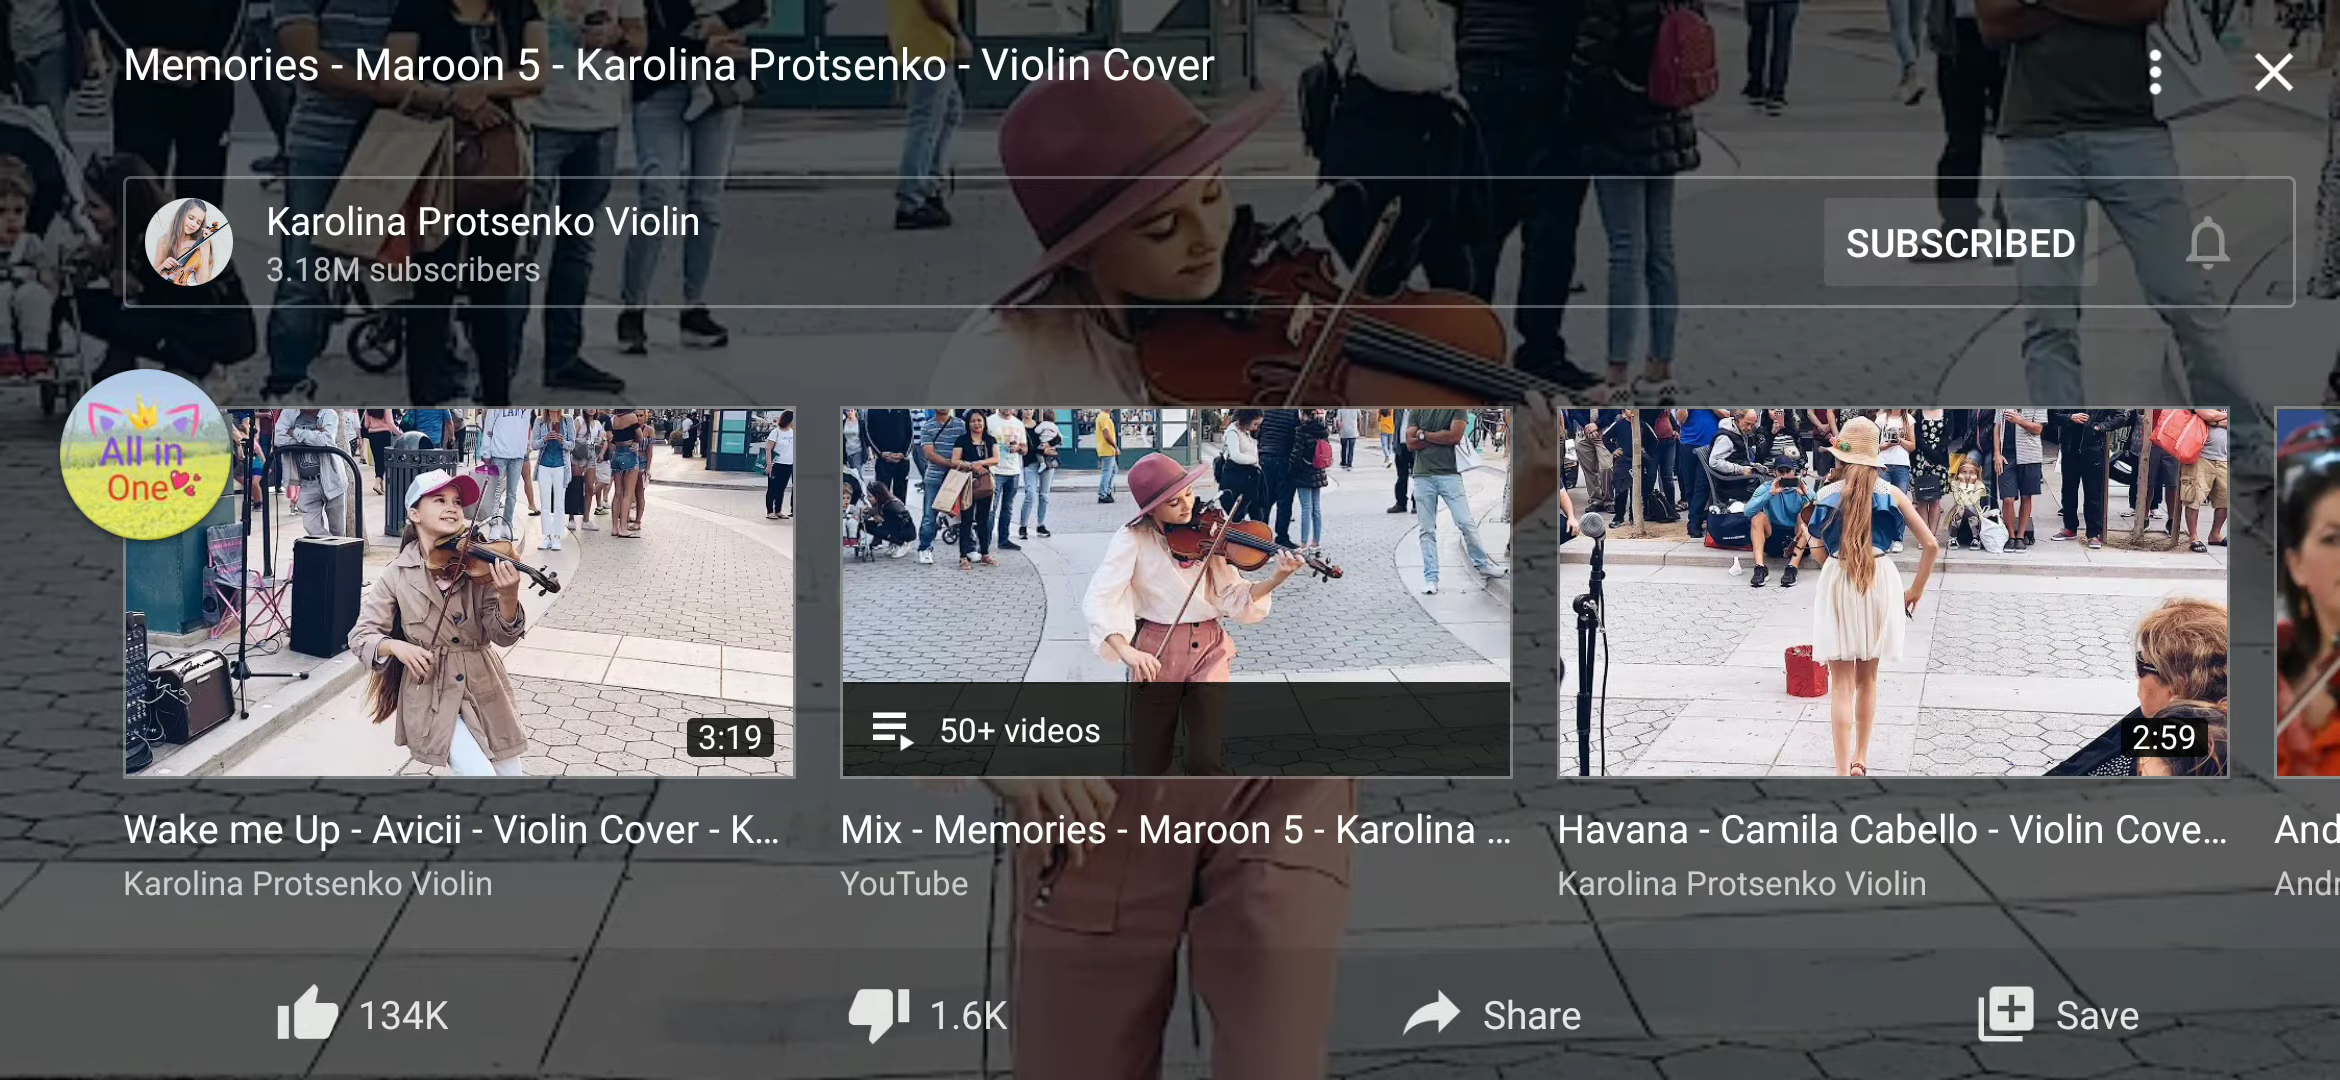 Memories - Maroon 5 - Karolina Protsenko - Violin Cover
Karolina Protsenko Violin
3.18M subscribers
SUBSCRIBED
All in
One
3:19
50+ videos
2:59
Wake me Up - Avicii - Violin Cover - K...
Karolina Protsenko Violin
Mix - Memories - Maroon 5 - Karolina ...
YouTube
Havana - Camila Cabello - Violin Cove...
Karolina Protsenko Violin
And
Andr
134K
1.6K
Share
Save